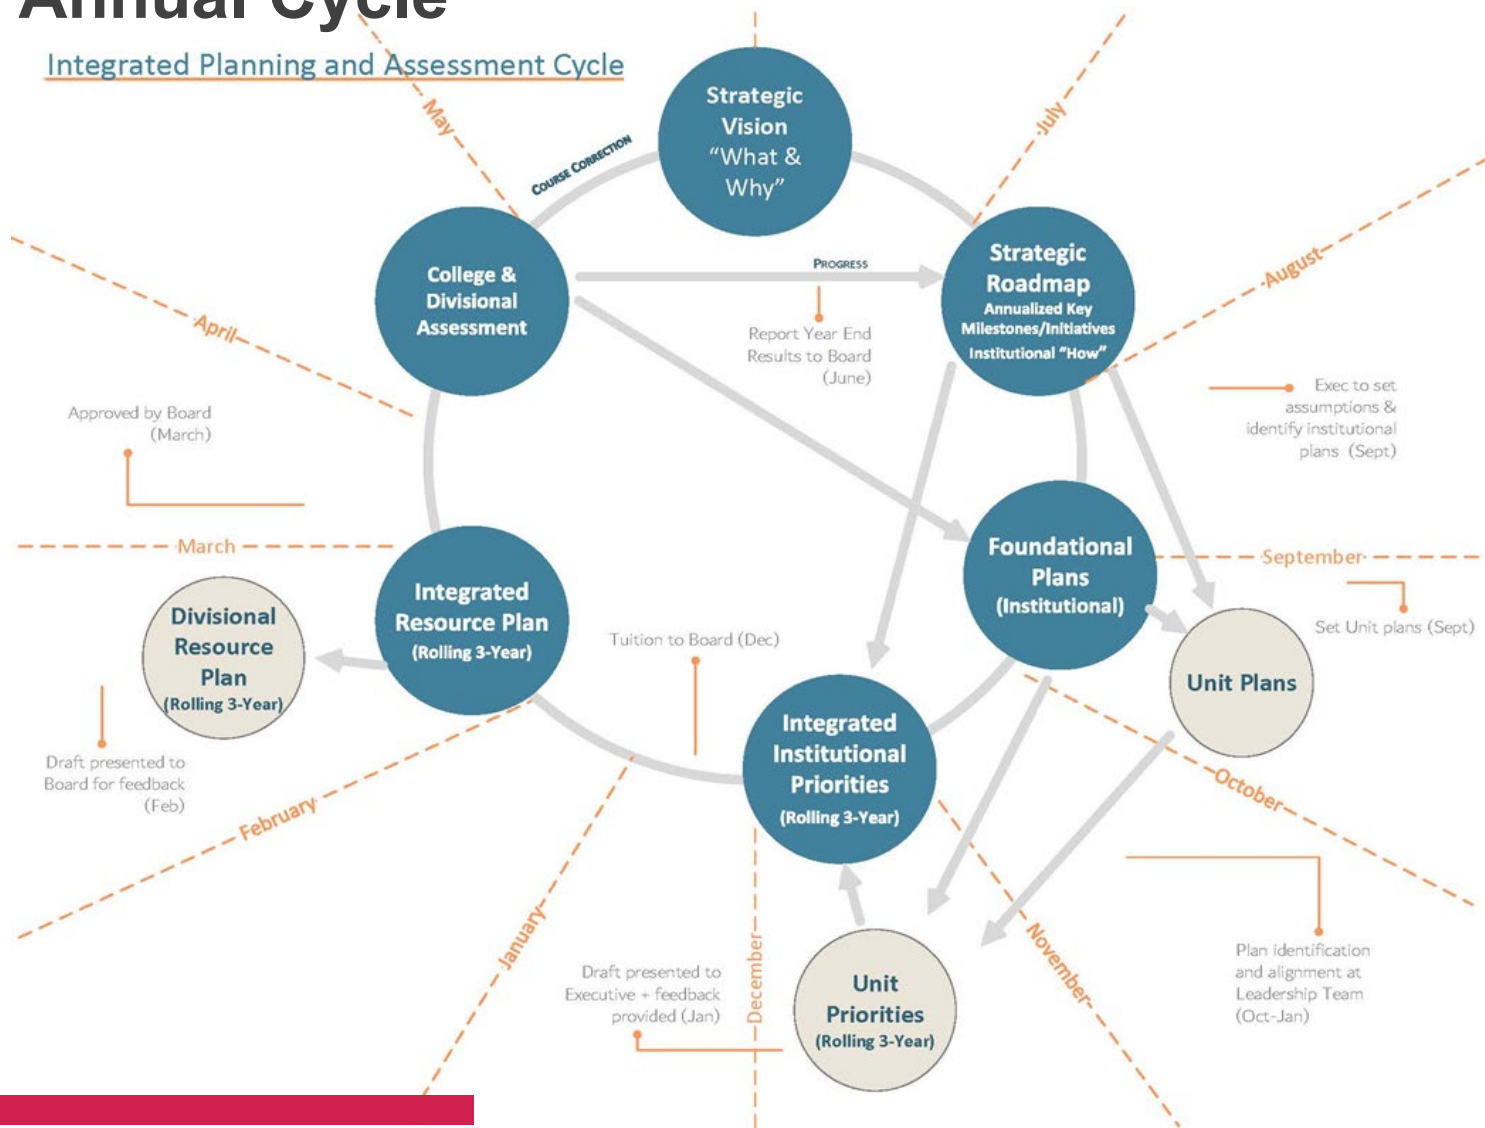 Annual Cycle
Integrated Planning and Assessment Cycle
May
July
August
April
March
September
February
January
December
November
October
COURSE CORRECTION
Strategic
Vision
“What &
Why”
College &
Divisional
Assessment
PROGRESS
Report Year End
Results to Board
(June)
Strategic
Roadmap
Annualized Key
Milestones/Initiatives
Institutional “How”
Exec to set
assumptions &
identify institutional
plans (Sept)
Approved by Board
(March)
Foundational
Plans
(Institutional)
Set Unit plans (Sept)
Unit Plans
Integrated
Resource Plan
(Rolling 3-Year)
Divisional
Resource
Plan
(Rolling 3-Year)
Draft presented to
Board for feedback
(Feb)
Tuition to Board (Dec)
Integrated
Institutional
Priorities
(Rolling 3-Year)
Plan identification
and alignment at
Leadership Team
(Oct-Jan)
Draft presented to
Executive + feedback
provided (Jan)
Unit
Priorities
(Rolling 3-Year)